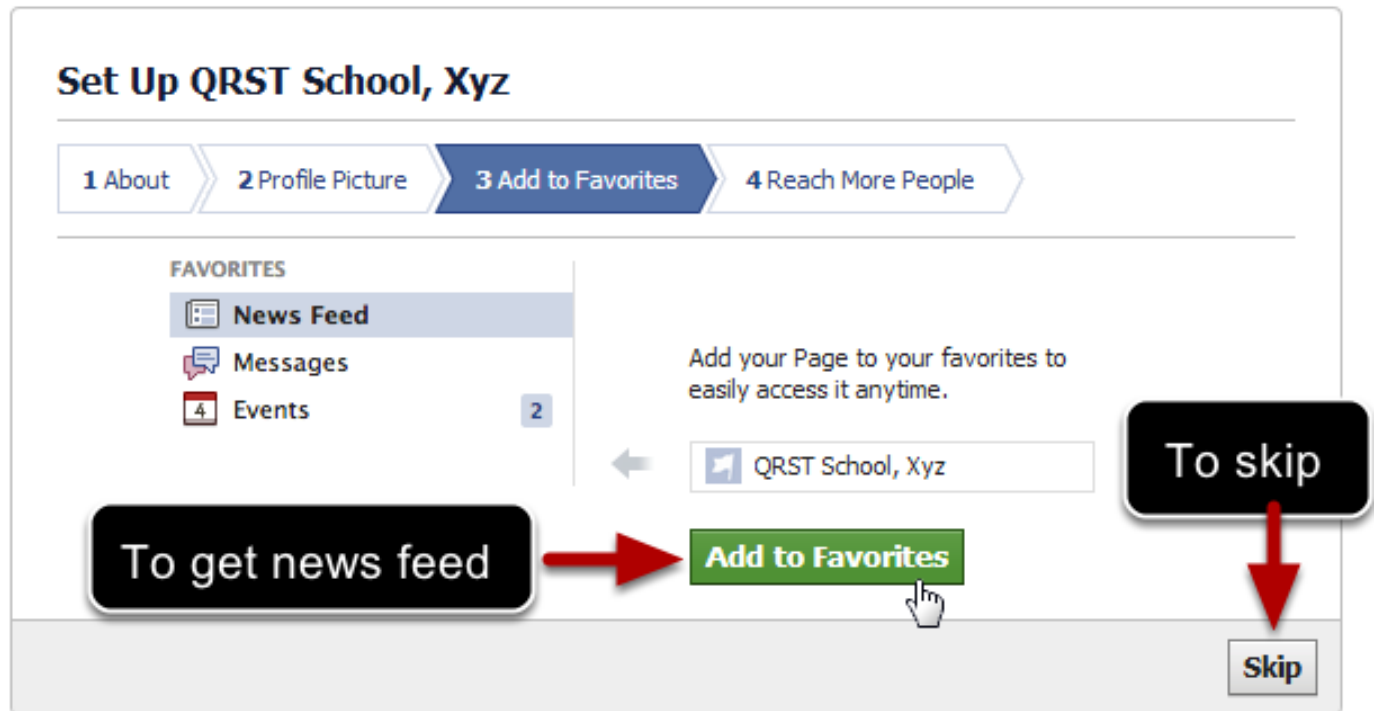 Set Up QRST School, Xyz
1 About
2 Profile Picture
3 Add to Favorites
4 Reach More People
FAVORITES
News Feed
Messages
4
Events
2
Add your Page to your favorites to
easily access it anytime.
QRST School, Xyz
To skip
To get news feed
Add to Favorites
Skip